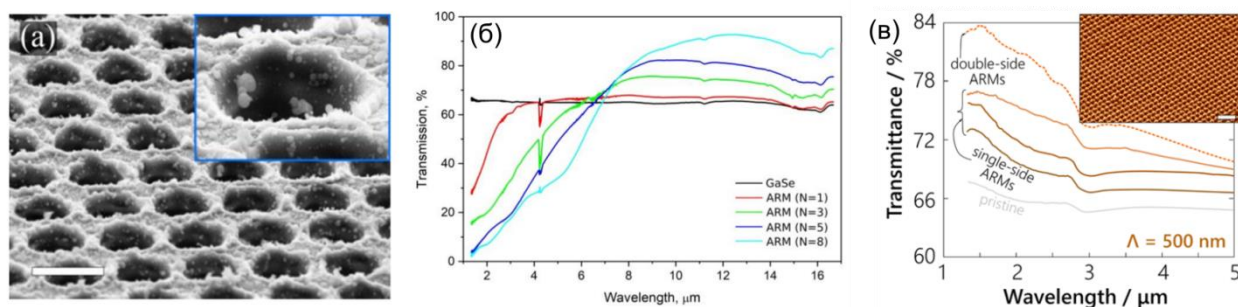 (а)
(б)
Transmission, %
100
80
60
40
20
0
GaSe
ARM (N=1)
ARM (N=3)
ARM (N=5)
ARM (N=8)
2 4 6 8 10 12 14 16
Wavelength, μm
(в)
Transmittance / %
84
78
72
66
60
double-side
ARMs
single-side
ARMs
pristine
Λ = 500 nm
1 2 3 4 5
Wavelength / μm